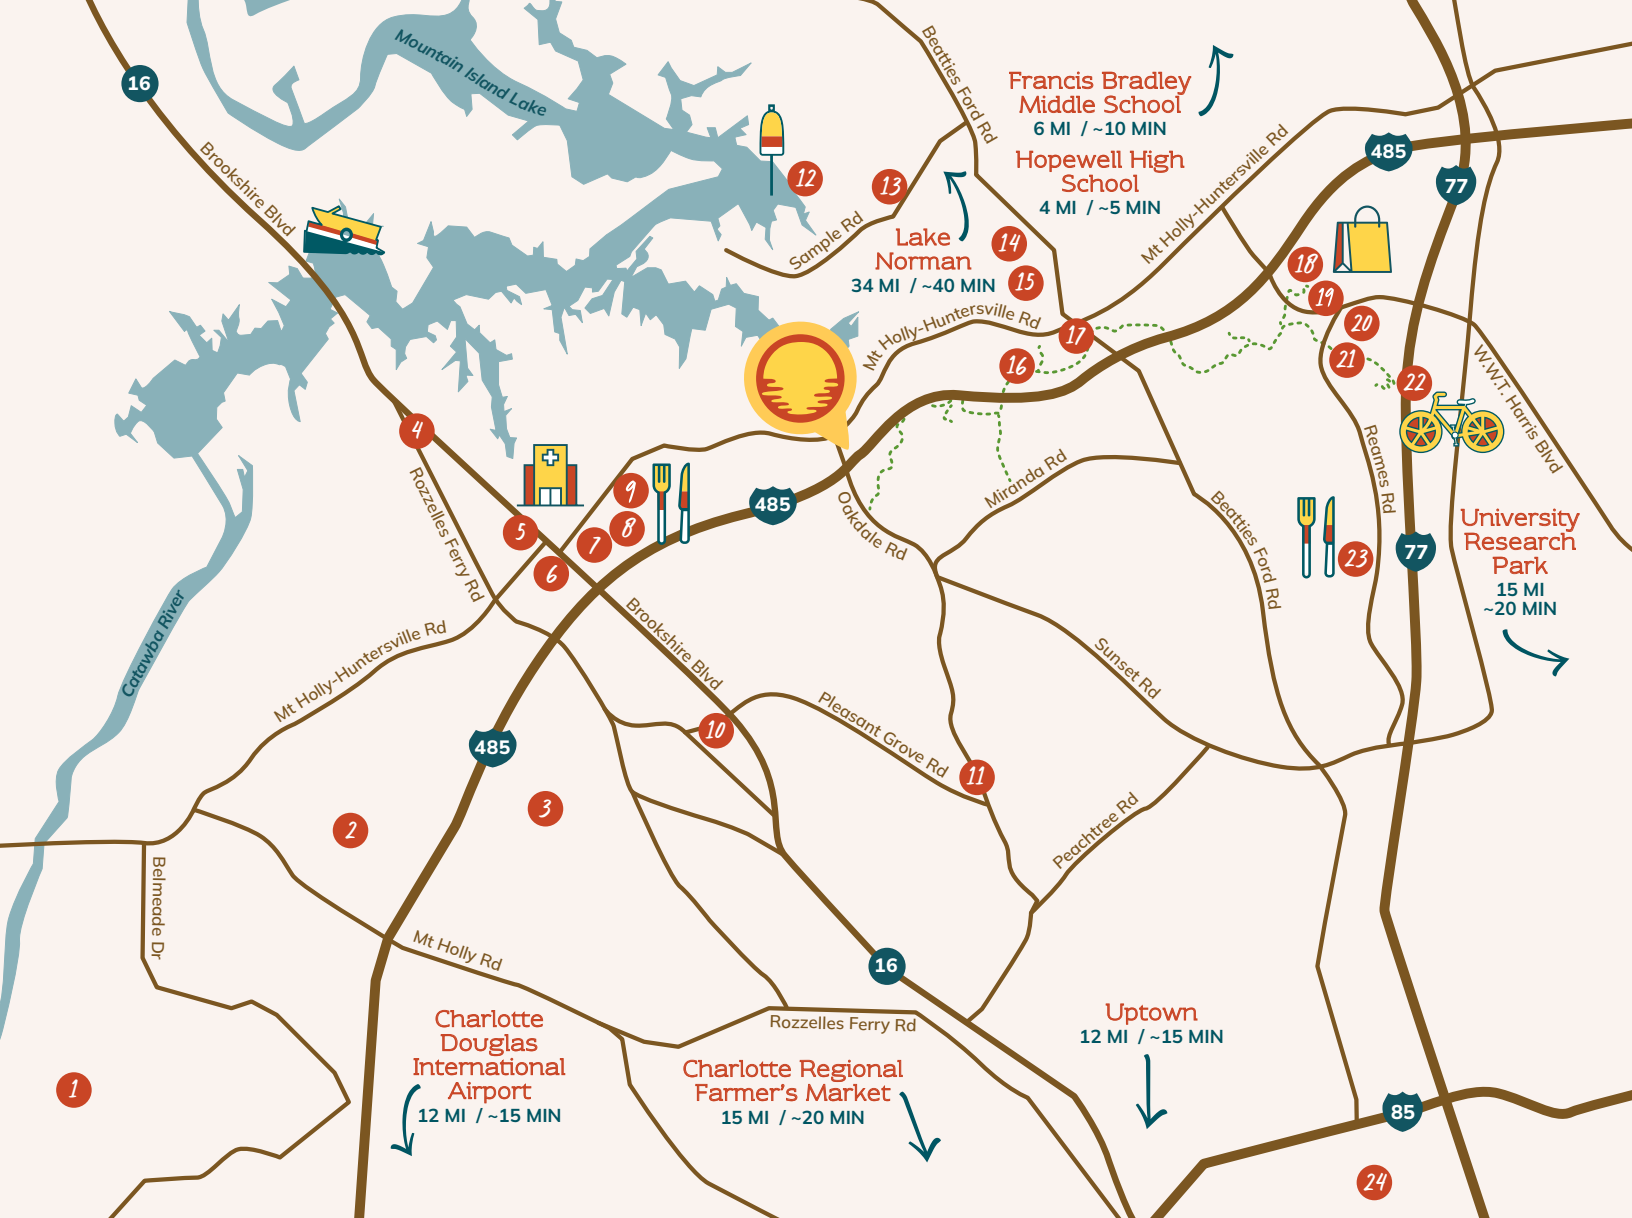 Mountain Island Lake
Beatties Ford Rd
Francis Bradley
Middle School
6 MI / ~10 MIN
16
485
77
Hopewell High
School
4 MI / ~5 MIN
Mt Holly-Huntersville Rd
Brookshire Blvd
12
13
Sample Rd
Lake
Norman
34 MI / ~40 MIN
14
15
18
19
20
21
22
Mt Holly-Huntersville Rd
17
16
W.W.T. Harris Blvd
4
Rozzelles Ferry Rd
9
8
7
5
6
485
Oakdale Rd
Miranda Rd
Beatties Ford Rd
Reames Rd
23
77
University
Research
Park
15 MI
~20 MIN
Catawba River
Mt Holly-Huntersville Rd
Brookshire Blvd
Sunset Rd
485
10
Pleasant Grove Rd
11
2
3
Peachtree Rd
Belmeade Dr
Mt Holly Rd
16
Charlotte
Douglas
International
Airport
12 MI / ~15 MIN
Rozzelles Ferry Rd
Charlotte Regional
Farmer's Market
15 MI / ~20 MIN
Uptown
12 MI / ~15 MIN
1
85
24